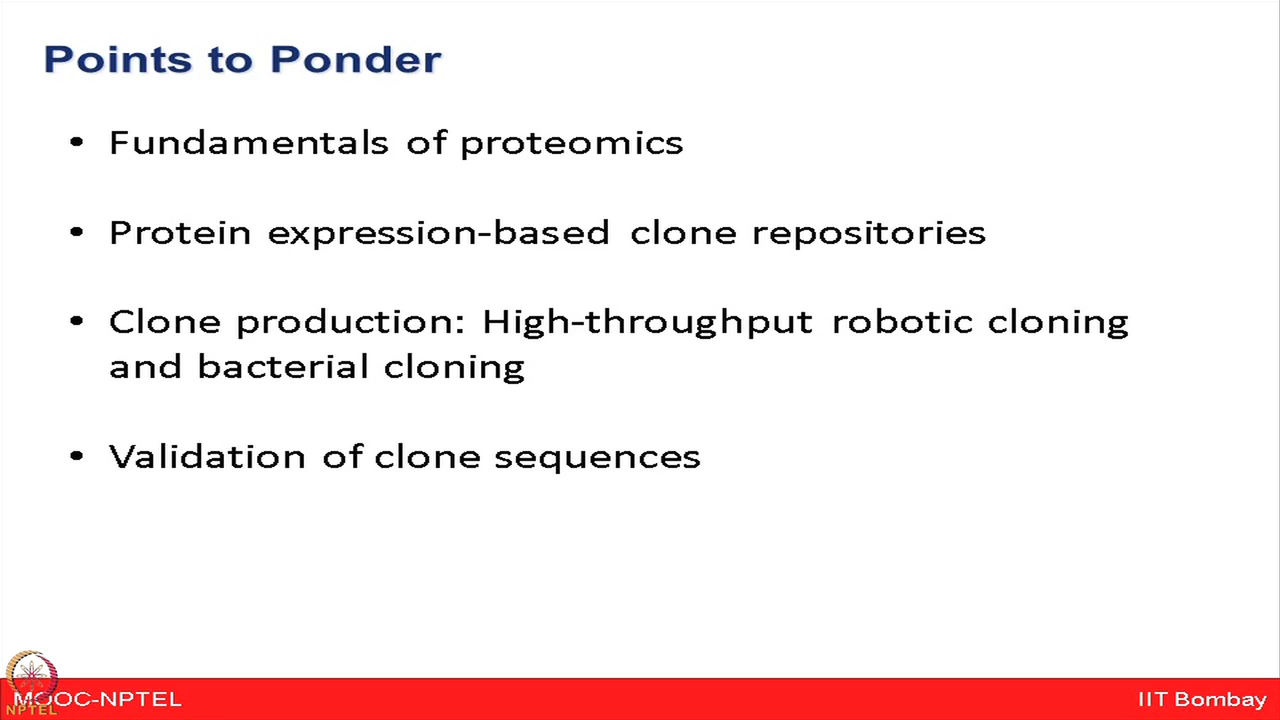 Points to Ponder
• Fundamentals of proteomics
• Protein expression-based clone repositories
• Clone production: High-throughput robotic cloning
and bacterial cloning
• Validation of clone sequences
MOOC-NPTEL
NPTEL
IIT Bombay